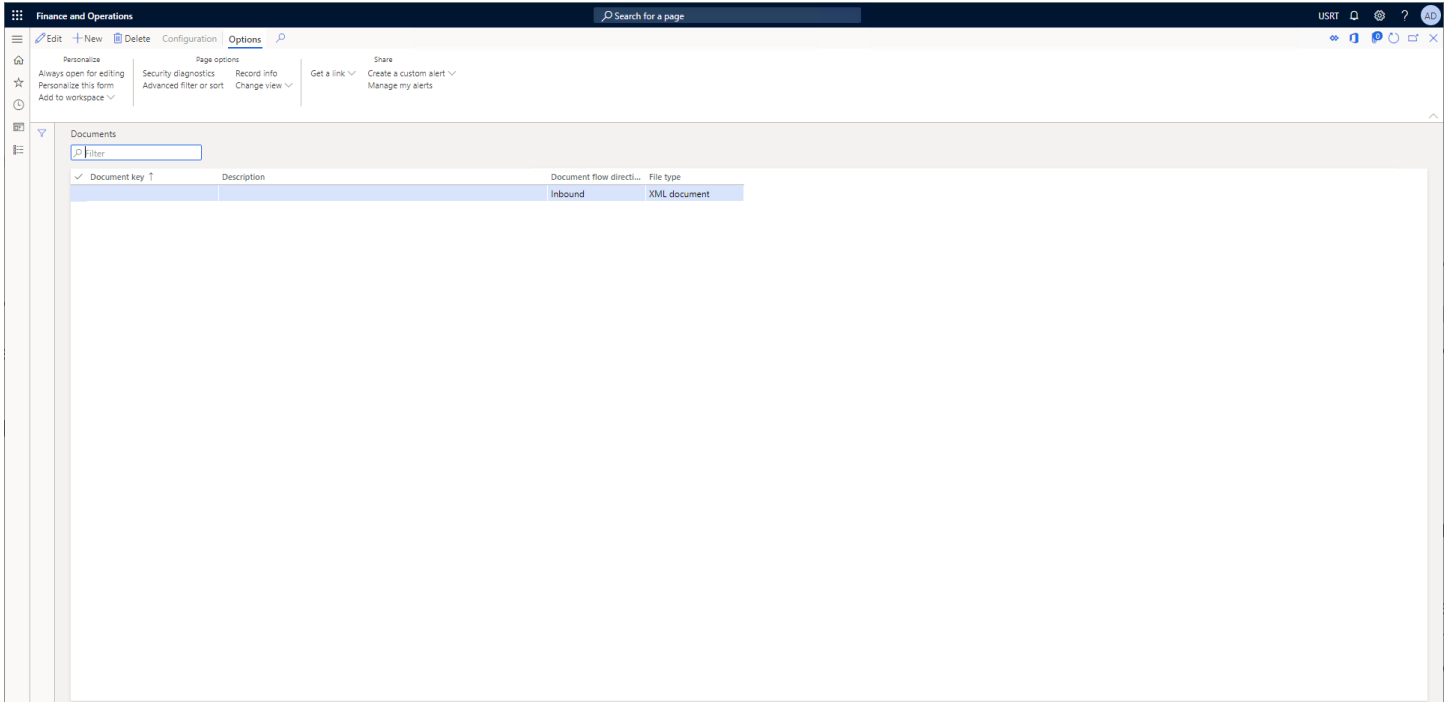 Finance and Operations
Search for a page
USRT
?
AD
Edit New Delete Configuration Options
0
Personalize
Page options
Share
Always open for editing
Security diagnostics
Record info
Get a link
Create a custom alert
Personalize this form
Advanced filter or sort
Change view
Manage my alerts
Add to workspace
Documents
Filter
Document key ↑ Description Document flow directi... File type
Inbound XML document